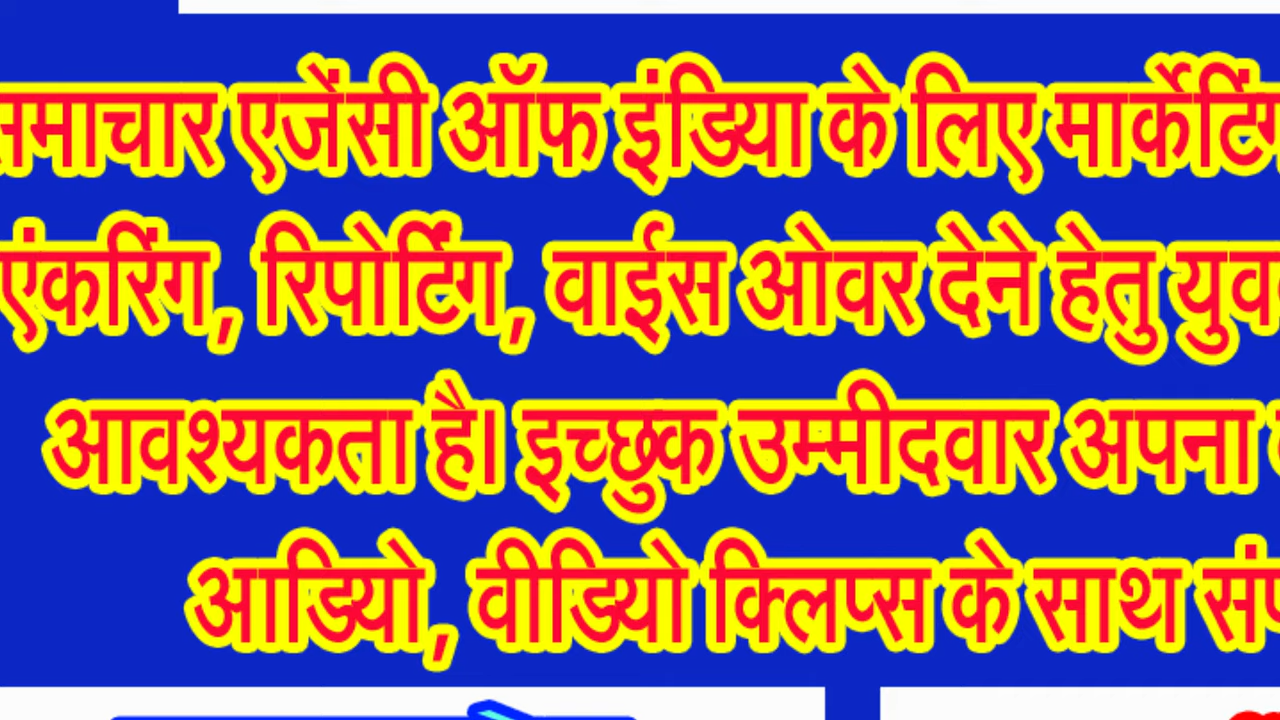 समाचार एजेंसी ऑफ इंडिया के लिए मार्केटिंग
एंकरिंग, रिपोर्टिंग, वाईस ओवर देने हेतु
आवश्यकता है। इच्छुक उम्मीदवार अपना
आडियो, वीडियो क्लिप्स के साथ